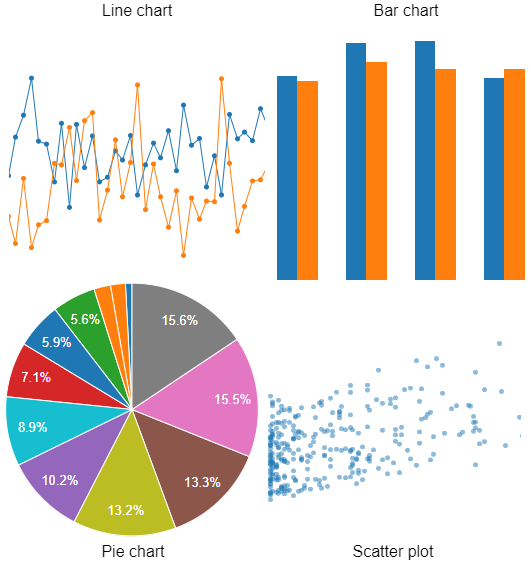 Line chart
Bar chart
15.6%
5.6%
5.9%
7.1%
15.5%
8.9%
10.2%
13.3%
13.2%
Pie chart
Scatter plot